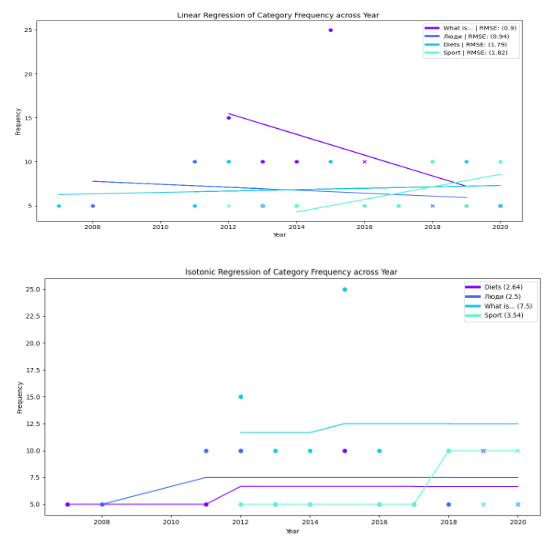 Linear Regression of Category Frequency across Year
What is... | RMSE: (0.9)
Люди | RMSE: (0.94)
Diets | RMSE: (1.79)
Sport | RMSE: (1.82)
25
20
15
10
5
Frequency
2008
2010
2012
2014
2016
2018
2020
Year
Isotonic Regression of Category Frequency across Year
Diets (2.64)
Люди (2.5)
What is... (7.5)
Sport (3.54)
25.0
22.5
20.0
17.5
15.0
12.5
10.0
7.5
5.0
Frequency
2008
2010
2012
2014
2016
2018
2020
Year